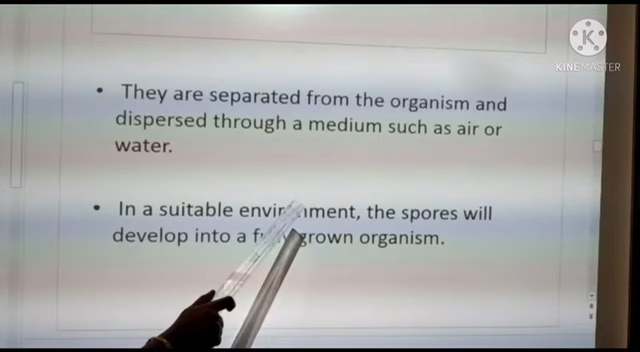 K
KINEMASTER
• They are separated from the organism and
dispersed through a medium such as air or
water.
• In a suitable environment, the spores will
develop into a grown organism.